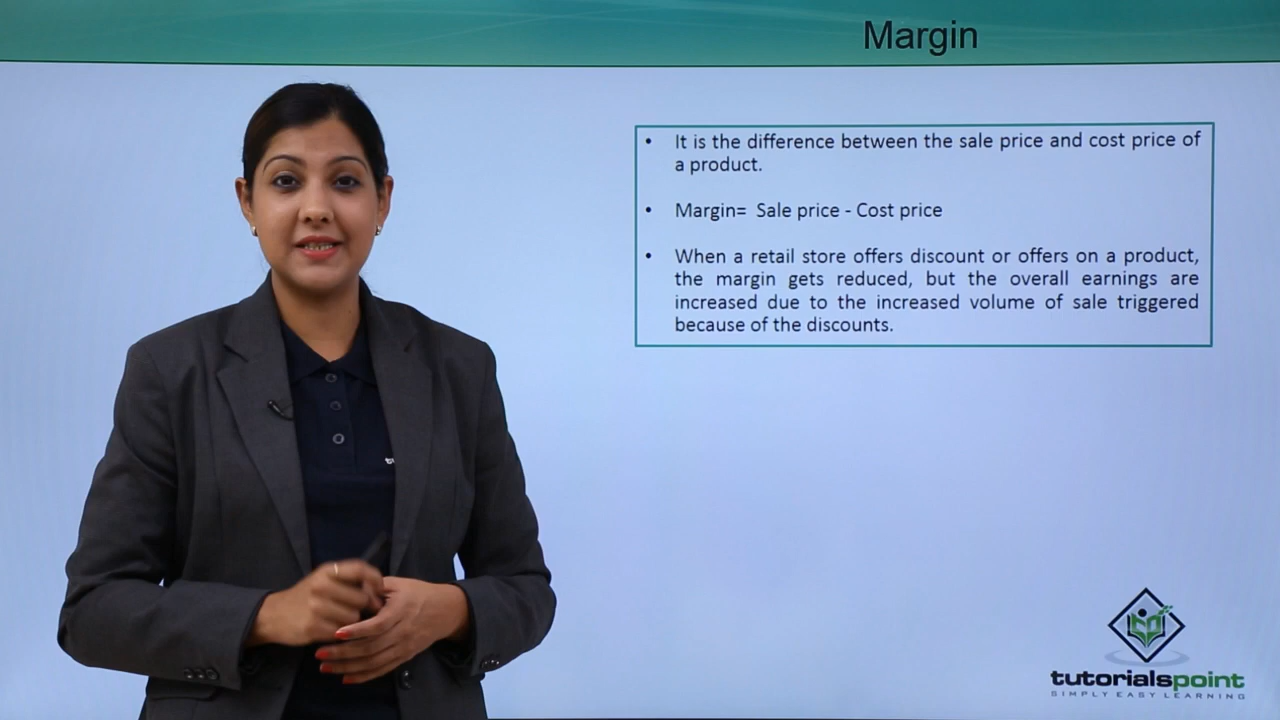 Margin
• It is the difference between the sale price and cost price of
a product.
• Margin= Sale price - Cost price
• When a retail store offers discount or offers on a product,
the margin gets reduced, but the overall earnings are
increased due to the increased volume of sale triggered
because of the discounts.
tutorialspoint
SIMPLY EASY LEARNING